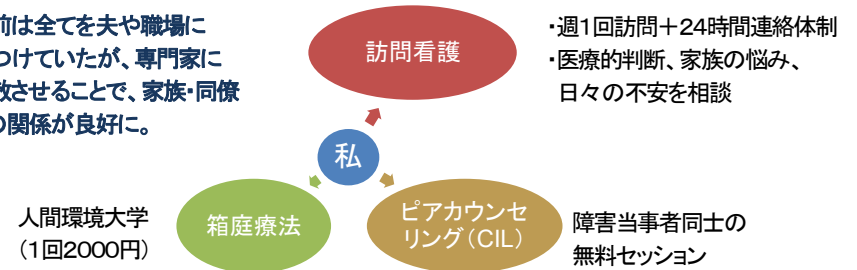 前は全てを夫や職場に
つけていたが、専門家に
散させることで、家族・同僚
の関係が良好に。
訪問看護
・週1回訪問＋24時間連絡体制
・医療的判断、家族の悩み、
日々の不安を相談
私
人間環境大学
（1回2000円）
箱庭療法
ピアカウンセ
リング（CIL）
障害当事者同士の
無料セッション